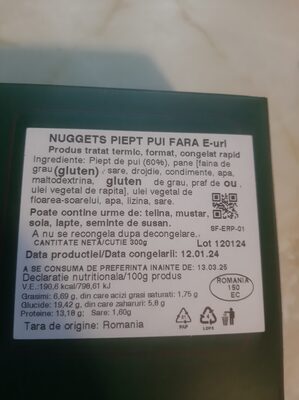 NUGGETS PIEPT PUI FARA E-uri
Produs tratat termic, format, congelat rapid
Ingrediente: Piept de pui (60%), pane [faina de
grau (gluten) / sare, drojdie, condimente, apa,
maltodextrina, gluten de grau, praf de ou,
ulei vegetal de rapita], ulei vegetal de
floarea-soarelui, apa, lizina, sare.
Poate contine urme de: telina, mustar,
soia, lapte, seminte de susan.
SF-ERP-01
A nu se recongela dupa decongelare..
CANTITATE NETA/CUTIE 300g
Lot 120124
Data productiei/Data congelarii: 12.01.24
A SE CONSUMA DE PREFERINTA INAINTE DE: 13.03.25
Declaratie nutritionala/100g produs
V.E.:190,8 kcal/798,61 kJ
Grasimi: 6,69 g, din care acizi grasi saturati: 1,75 g
Glucide: 19,42 g, din care zaharuri: 5,8 g
Proteine: 13,18 g; Sare: 1,60g
ROMANIA
150
EC
PAP
LDPE
Tara de origine: Romania